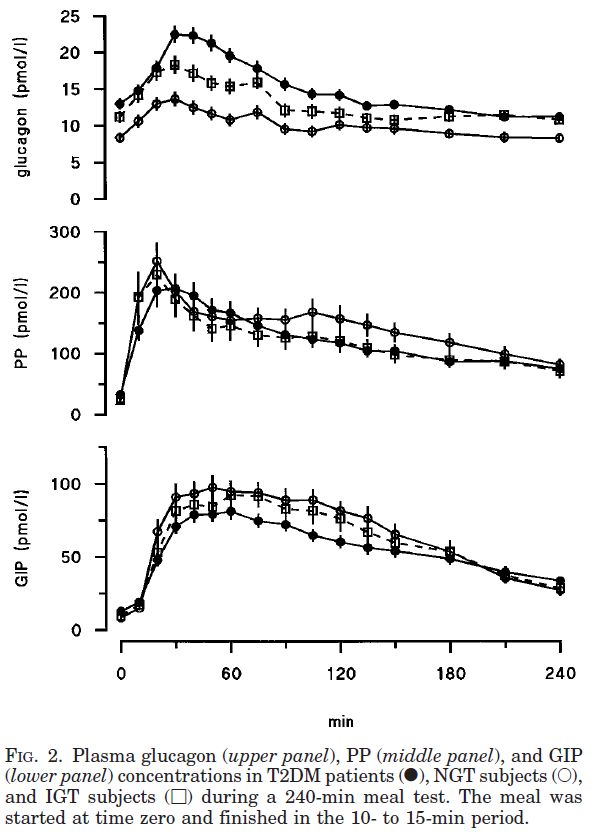 glucagon (pmol/l)
25
20
15
10
5
0
PP (pmol/l)
300
200
100
0
GIP (pmol/l)
100
50
0
0 60 120 180 240
min
FIG. 2. Plasma glucagon (upper panel), PP (middle panel), and GIP
(lower panel) concentrations in T2DM patients (●), NGT subjects (○),
and IGT subjects (□) during a 240-min meal test. The meal was
started at time zero and finished in the 10- to 15-min period.